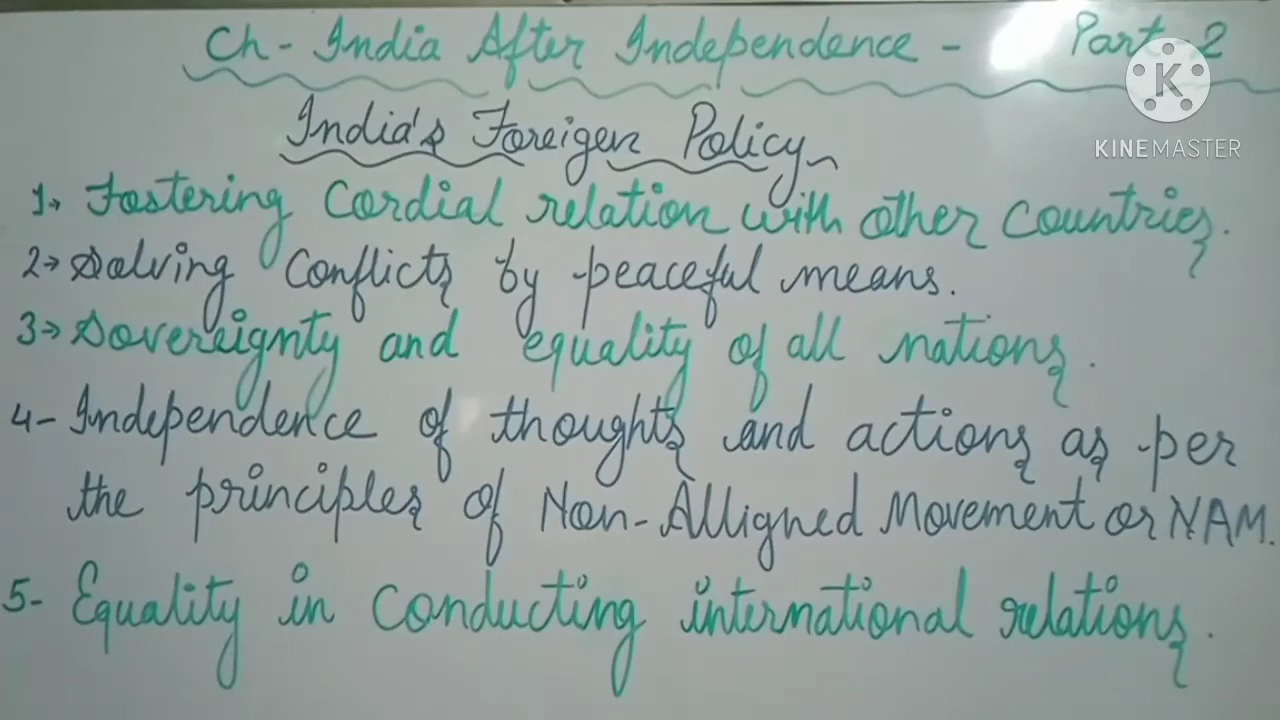 Ch- India After Independence - Part-2
K
KINEMASTER
India's Foreigen Policy
1→ Fostering Cordial relation with other Countries.
2→ Solving Conflicts by peaceful means.
3→ Sovereignty and equality of all nations.
4- Independence of thoughts and actions as per
the principles of Non-Alligned Movement or NAM.
5- Equality in conducting international relations.